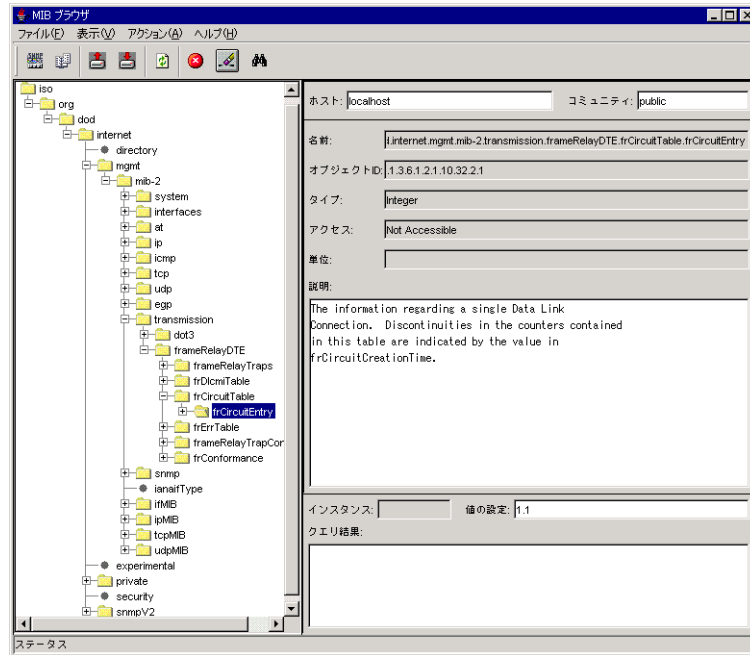 MIB ブラウザ
ファイル(F) 表示(V) アクション(A) ヘルプ(H)
iso
org
dod
internet
directory
mgmt
mib-2
system
interfaces
at
ip
icmp
tcp
udp
egp
transmission
dot3
frameRelayDTE
frameRelayTraps
frDlcmiTable
frCircuitTable
frCircuitEntry
frErrTable
frameRelayTrapCor
frConformance
snmp
ianaifType
ifMIB
ipMIB
tcpMIB
udpMIB
experimental
private
security
snmpV2
ホスト: localhost コミュニティ: public
名前: i.internet.mgmt.mib-2.transmission.frameRelayDTE.frCircuitTable.frCircuitEntry
オブジェクトID: .1.3.6.1.2.1.10.32.2.1
タイプ: Integer
アクセス: Not Accessible
単位:
説明:
The information regarding a single Data Link
Connection. Discontinuities in the counters contained
in this table are indicated by the value in
frCircuitCreationTime.
インスタンス: 値の設定: 1.1
クエリ結果:
ステータス